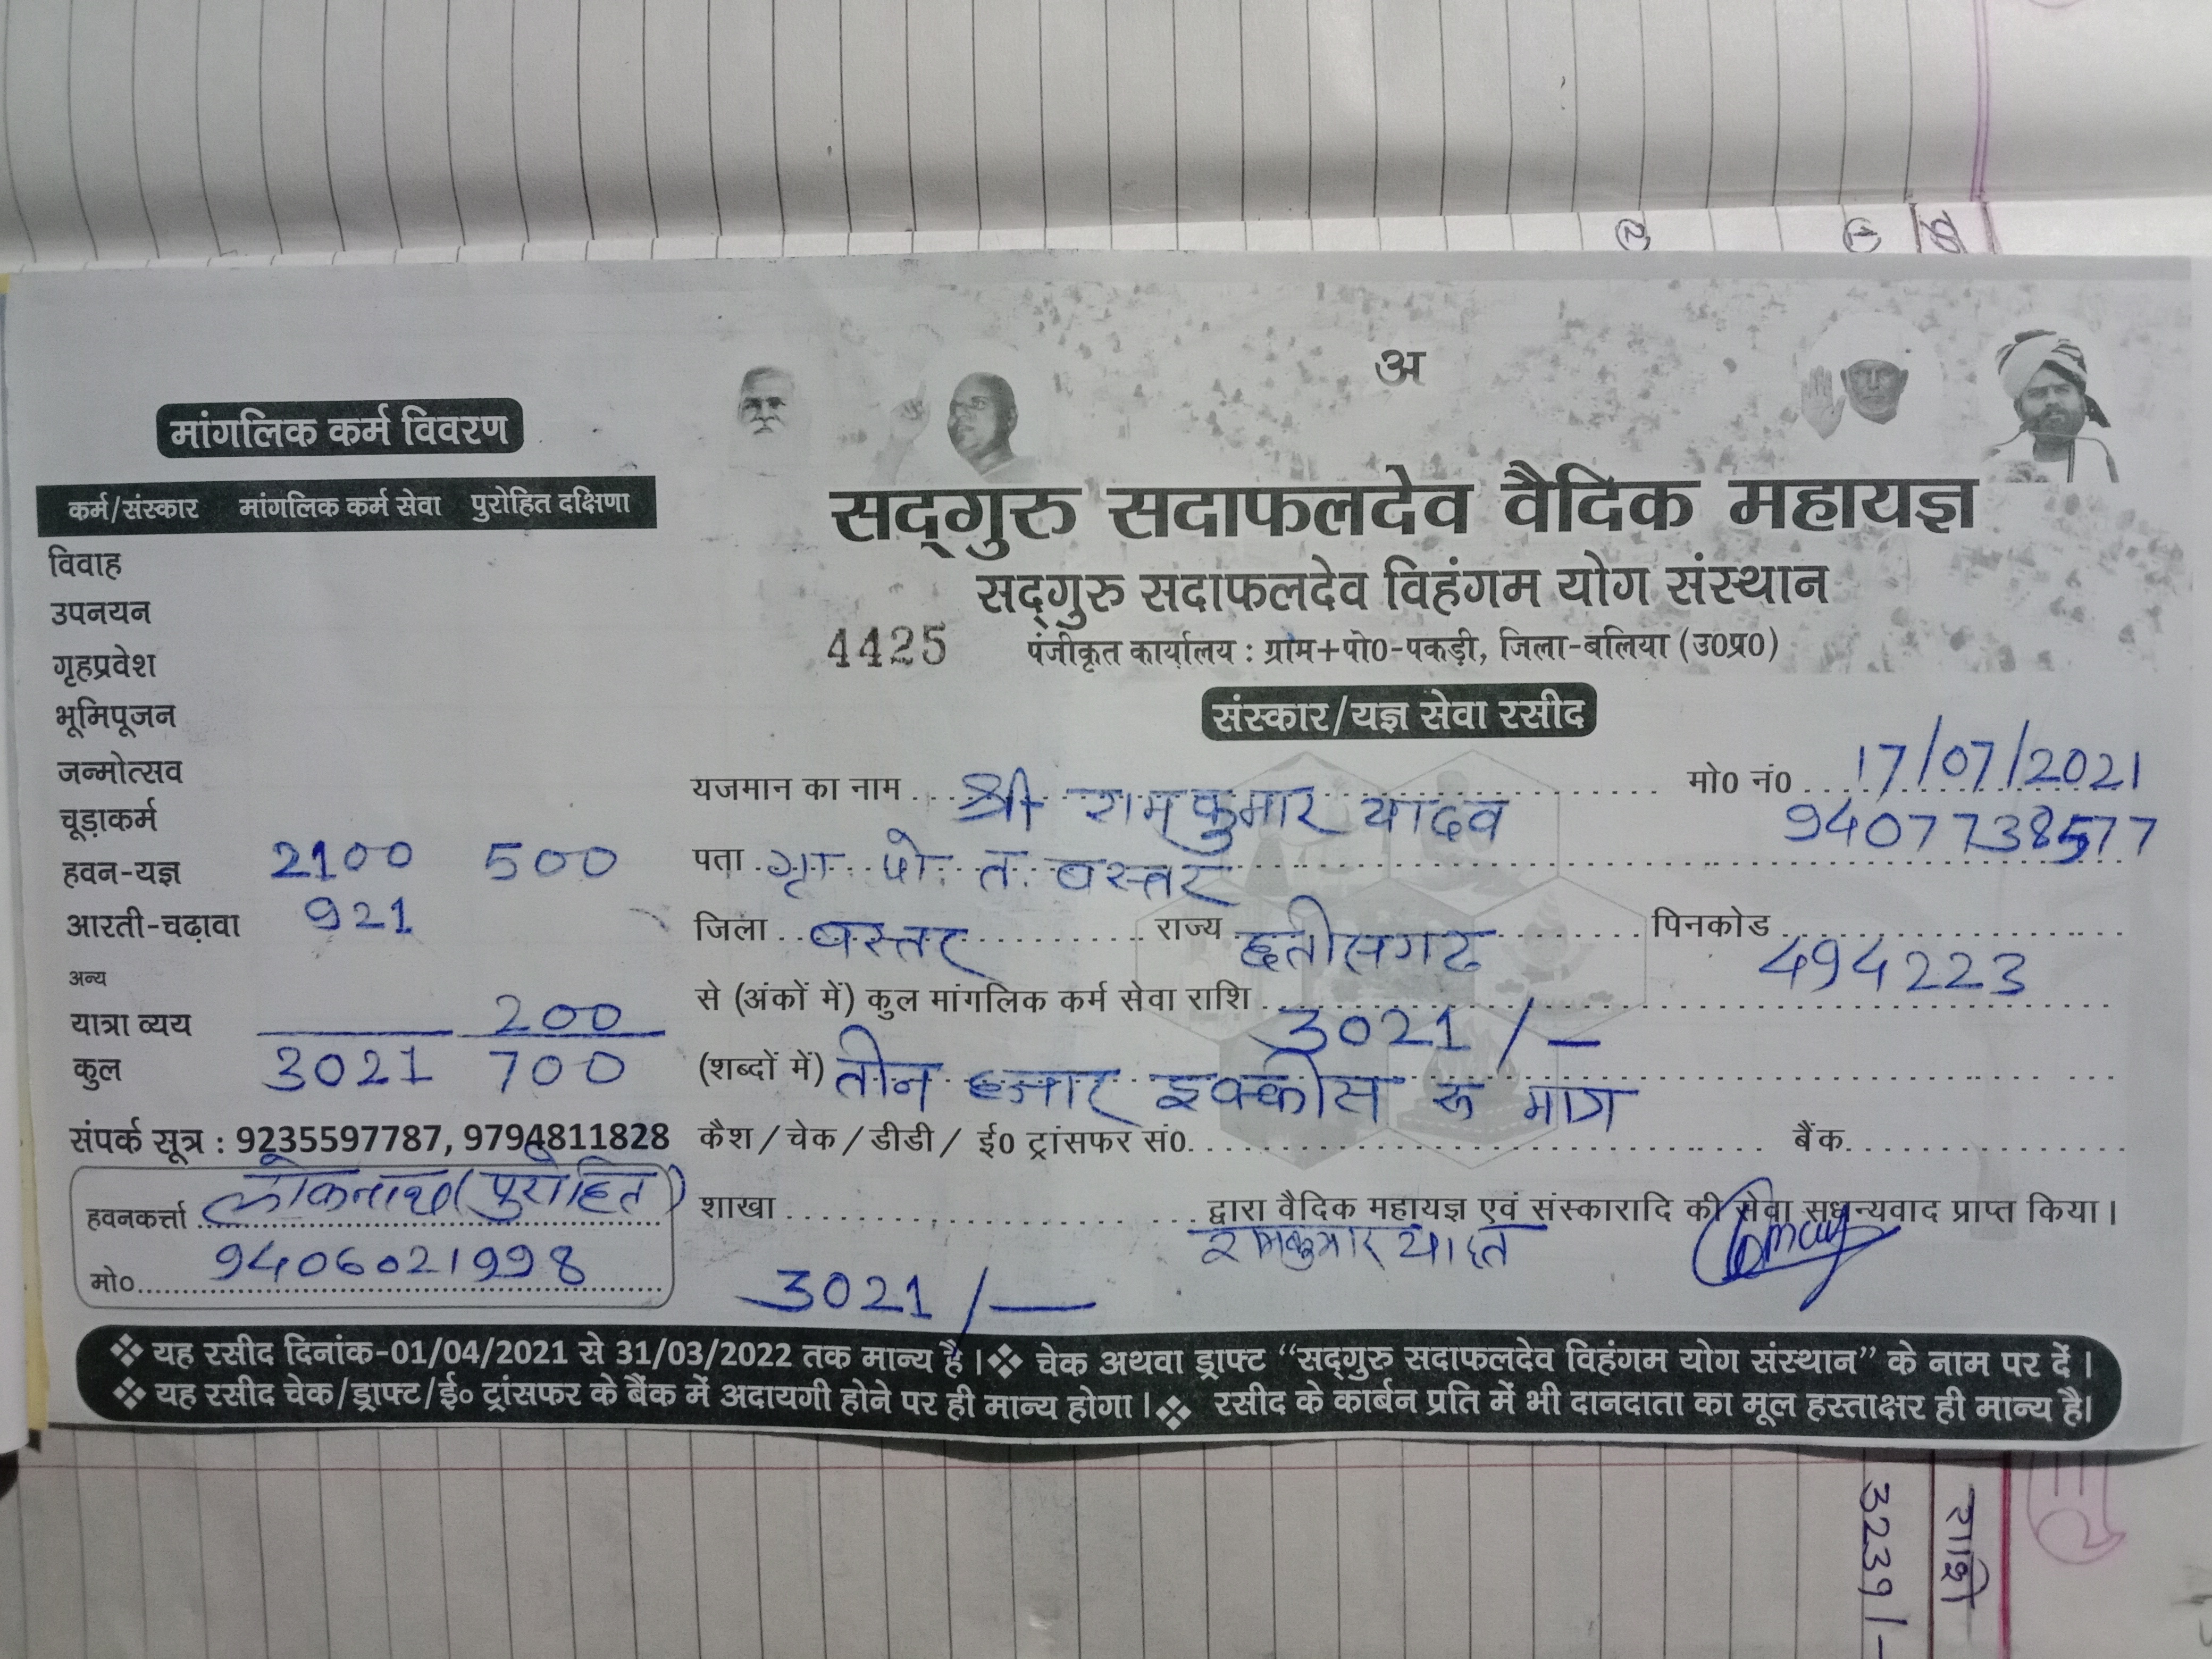 अ
मांगलिक कर्म विवरण
कर्म/संस्कार मांगलिक कर्म सेवा पुरोहित दक्षिणा
विवाह
उपनयन
गृहप्रवेश
भूमिपूजन
जन्मोत्सव
चूड़ाकर्म
हवन-यज्ञ 2100 500
आरती-चढ़ावा 921
अन्य
यात्रा व्यय 200
कुल 3021 700
संपर्क सूत्र : 9235597787, 9794811828
हवनकर्त्ता लोकनाथ (पुरोहित)
मो0 9406021998
सद्‌गुरु सदाफलदेव वैदिक महायज्ञ
सद्‌गुरु सदाफलदेव विहंगम योग संस्थान
4425 पंजीकृत कार्यालय : ग्राम+पो0-पकड़ी, जिला-बलिया (उ0प्र0)
संस्कार/यज्ञ सेवा रसीद
17/07/2021
यजमान का नाम श्री रामकुमार यादव मो0 नं0 9407738577
पता ग्रा. पो. त. बस्तर
जिला बस्तर राज्य छत्तीसगढ़ पिनकोड 494223
से (अंकों में) कुल मांगलिक कर्म सेवा राशि 3021/-
(शब्दों में) तीन हजार इक्कीस रु मात्र
कैश / चेक / डीडी / ई0 ट्रांसफर सं0 बैंक
शाखा द्वारा वैदिक महायज्ञ एवं संस्कारादि की सेवा सधन्यवाद प्राप्त किया।
3021/- रामकुमार यादव
❖ यह रसीद दिनांक-01/04/2021 से 31/03/2022 तक मान्य है। ❖ चेक अथवा ड्राफ्ट “सद्‌गुरु सदाफलदेव विहंगम योग संस्थान” के नाम पर दें।
❖ यह रसीद चेक/ड्राफ्ट/ई० ट्रांसफर के बैंक में अदायगी होने पर ही मान्य होगा। ❖ रसीद के कार्बन प्रति में भी दानदाता का मूल हस्ताक्षर ही मान्य है।
राशि
3239/-